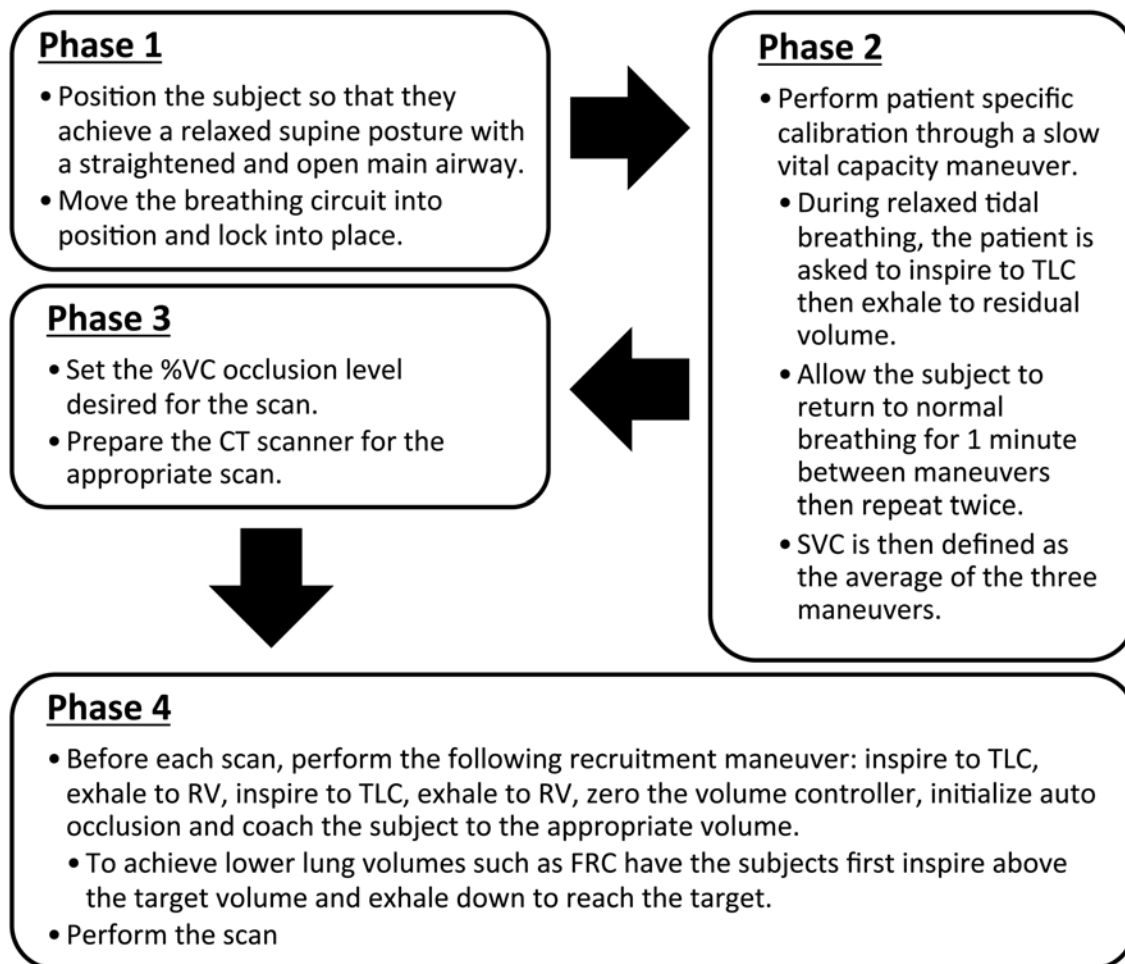 Phase 1
• Position the subject so that they
achieve a relaxed supine posture with
a straightened and open main airway.
• Move the breathing circuit into
position and lock into place.
Phase 2
• Perform patient specific
calibration through a slow
vital capacity maneuver.
• During relaxed tidal
breathing, the patient is
asked to inspire to TLC
then exhale to residual
volume.
• Allow the subject to
return to normal
breathing for 1 minute
between maneuvers
then repeat twice.
• SVC is then defined as
the average of the three
maneuvers.
Phase 3
• Set the %VC occlusion level
desired for the scan.
• Prepare the CT scanner for the
appropriate scan.
Phase 4
• Before each scan, perform the following recruitment maneuver: inspire to TLC,
exhale to RV, inspire to TLC, exhale to RV, zero the volume controller, initialize auto
occlusion and coach the subject to the appropriate volume.
• To achieve lower lung volumes such as FRC have the subjects first inspire above
the target volume and exhale down to reach the target.
• Perform the scan